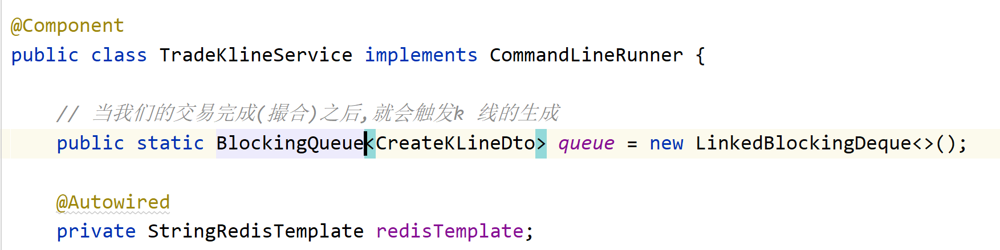 @Component
public class TradeKlineService implements CommandLineRunner {
// 当我们的交易完成(撮合)之后,就会触发k 线的生成
public static BlockingQueue<CreateKLineDto> queue = new LinkedBlockingDeque<>();
@Autowired
private StringRedisTemplate redisTemplate;